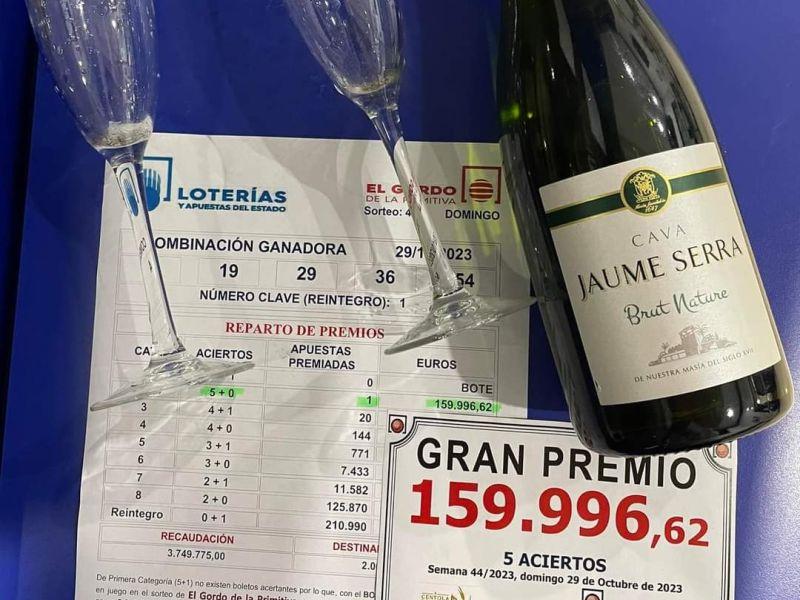 LOTERÍAS
Y APUESTAS DEL ESTADO
EL GORDO
DE LA PRIMITIVA
Sorteo: 4
DOMINGO
COMBINACIÓN GANADORA
19 29 36 54
NÚMERO CLAVE (REINTEGRO): 1
REPARTO DE PREMIOS
ACIERTOS APUESTAS PREMIADAS EUROS
0 BOTE
5 + 0 1 159.996,62
3 4 + 1 20
4 4 + 0 144
5 3 + 1 771
6 3 + 0 7.433
7 2 + 1 11.582
8 2 + 0 125.870
Reintegro 0 + 1 210.990
RECAUDACIÓN
3.749.775,00
De Primera Categoría (5+1) no existen boletos acertantes por lo que, con el
en juego en el sorteo de El Gordo de la
GRAN PREMIO
159.996,62
5 ACIERTOS
Semana 44/2023, domingo 29 de Octubre de 2023
CAVA
JAUME SERRA
Brut Nature
DE NUESTRA MASÍA DEL SIGLO XVII